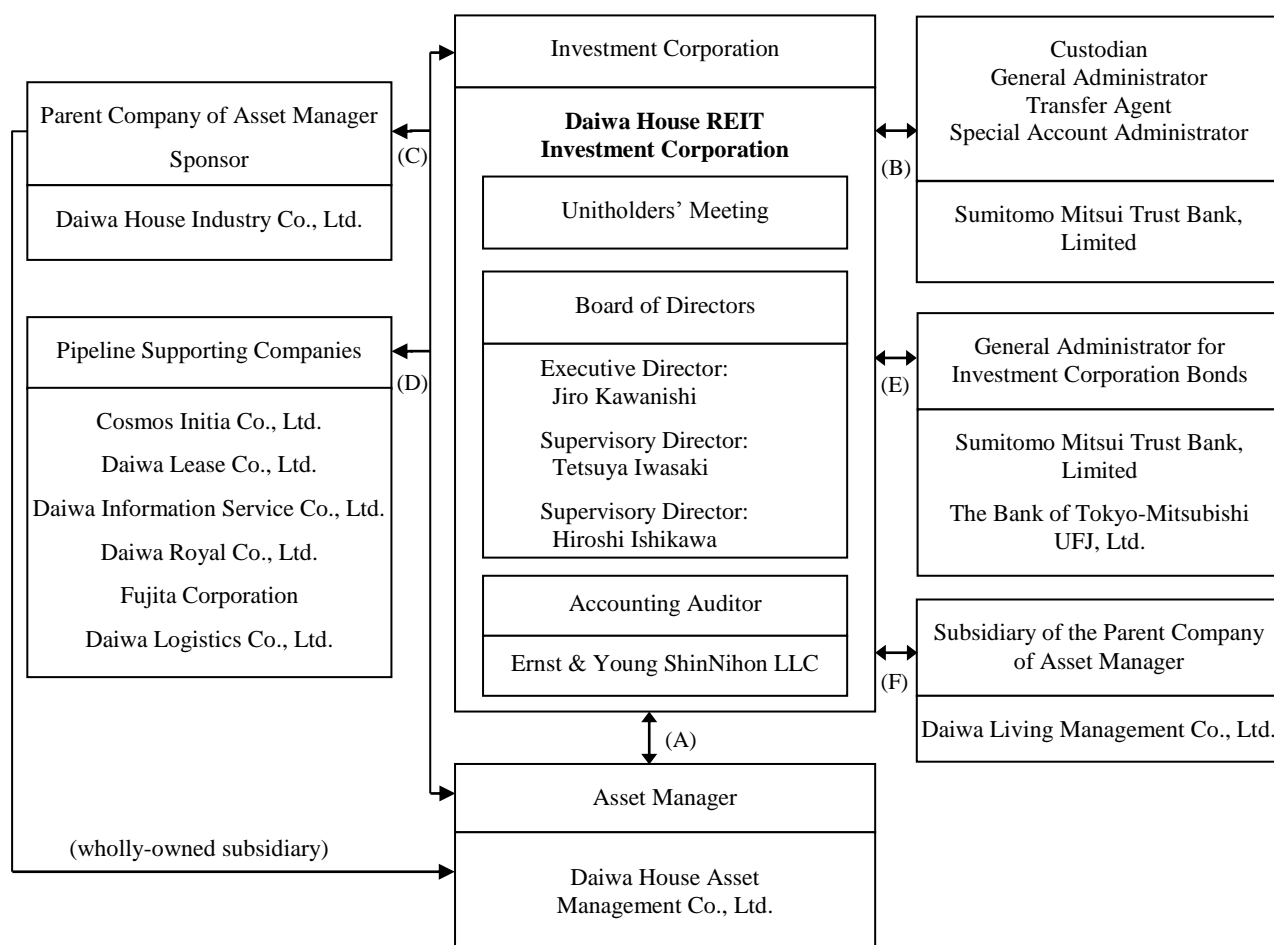 Parent Company of Asset Manager
Sponsor
Daiwa House Industry Co., Ltd.
(C)
Pipeline Supporting Companies
(D)
Cosmos Initia Co., Ltd.
Daiwa Lease Co., Ltd.
Daiwa Information Service Co., Ltd.
Daiwa Royal Co., Ltd.
Fujita Corporation
Daiwa Logistics Co., Ltd.
(wholly-owned subsidiary)
Investment Corporation
Daiwa House REIT
Investment Corporation
Unitholders’ Meeting
Board of Directors
Executive Director:
Jiro Kawanishi
Supervisory Director:
Tetsuya Iwasaki
Supervisory Director:
Hiroshi Ishikawa
Accounting Auditor
Ernst & Young ShinNihon LLC
(A)
Asset Manager
Daiwa House Asset
Management Co., Ltd.
Custodian
General Administrator
Transfer Agent
Special Account Administrator
(B)
Sumitomo Mitsui Trust Bank,
Limited
General Administrator for
Investment Corporation Bonds
(E)
Sumitomo Mitsui Trust Bank,
Limited
The Bank of Tokyo-Mitsubishi
UFJ, Ltd.
Subsidiary of the Parent Company
of Asset Manager
(F)
Daiwa Living Management Co., Ltd.